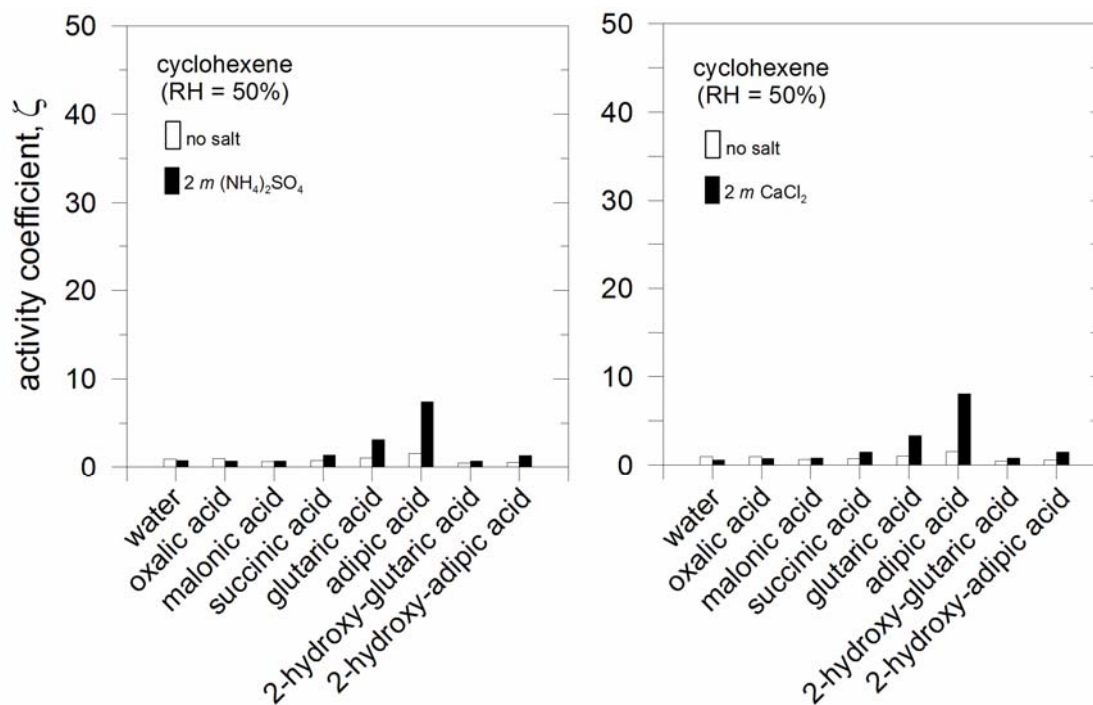 50
40
30
20
10
0
activity coefficient, ζ
cyclohexene
(RH = 50%)
no salt
2 m (NH₄)₂SO₄
water
oxalic acid
malonic acid
succinic acid
glutaric acid
adipic acid
2-hydroxy-glutaric acid
2-hydroxy-adipic acid
50
40
30
20
10
0
cyclohexene
(RH = 50%)
no salt
2 m CaCl₂
water
oxalic acid
malonic acid
succinic acid
glutaric acid
adipic acid
2-hydroxy-glutaric acid
2-hydroxy-adipic acid